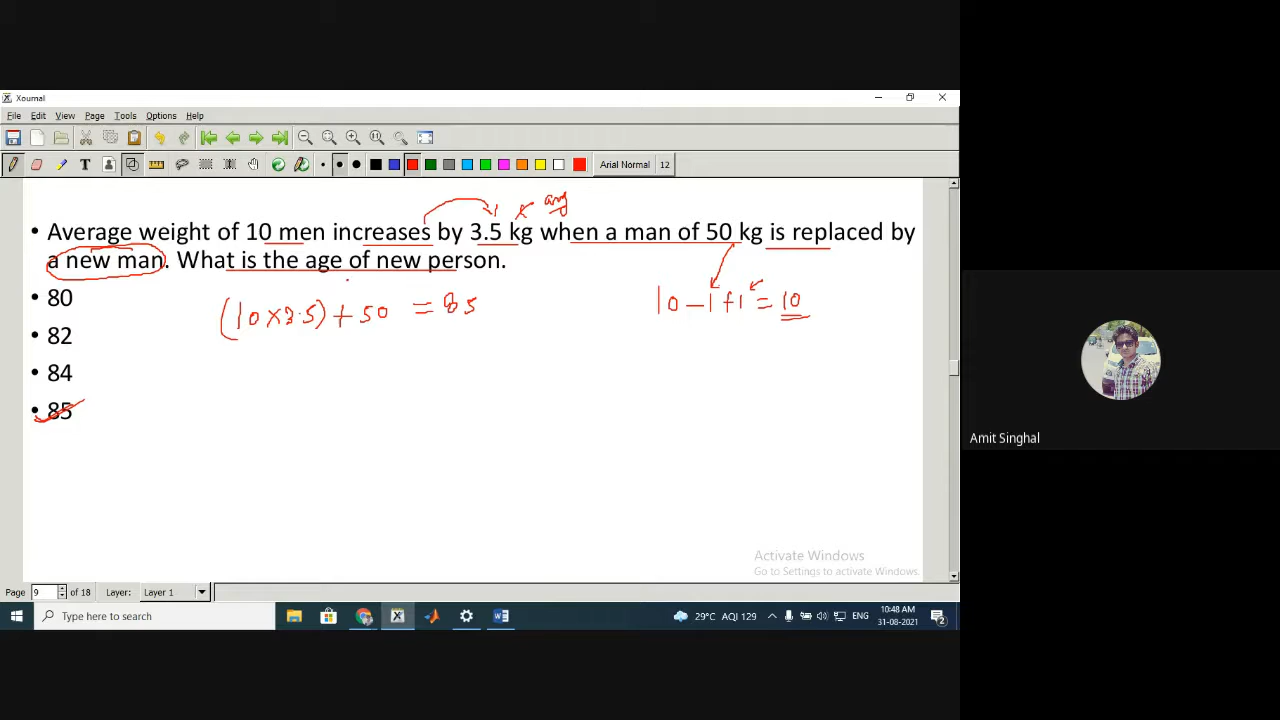 Xournal
File Edit View Page Tools Options Help
Arial Normal 12
avg
• Average weight of 10 men increases by 3.5 kg when a man of 50 kg is replaced by
a new man. What is the age of new person.
• 80
(10×3.5)+50 = 85
10-1+1=10
• 82
• 84
• 85
Amit Singhal
Activate Windows
Go to Settings to activate Windows.
Page 9 of 18 Layer: Layer 1
Type here to search
29°C AQI 129
ENG
10:48 AM
31-08-2021
2